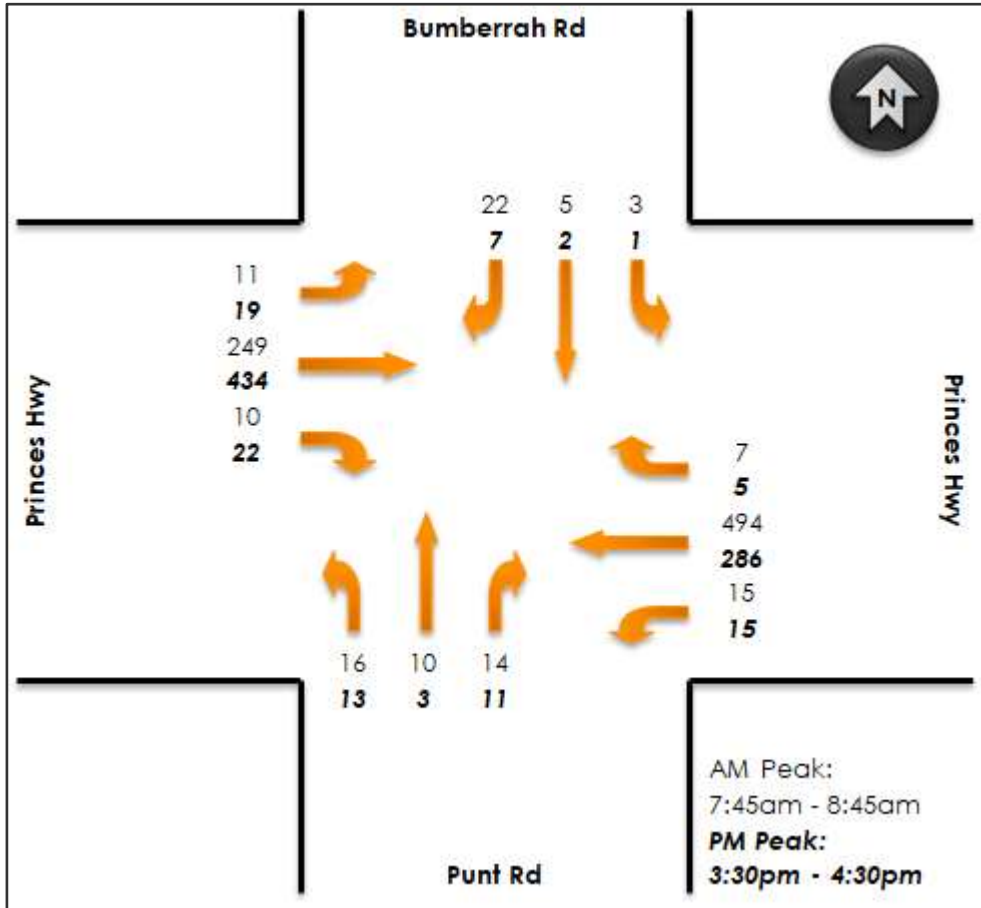 Bumberrah Rd
N
22 5 3
7 2 1
11
19
249
434
10
22
Princes Hwy
Princes Hwy
7
5
494
286
15
15
16 10 14
13 3 11
AM Peak:
7:45am - 8:45am
PM Peak:
3:30pm - 4:30pm
Punt Rd